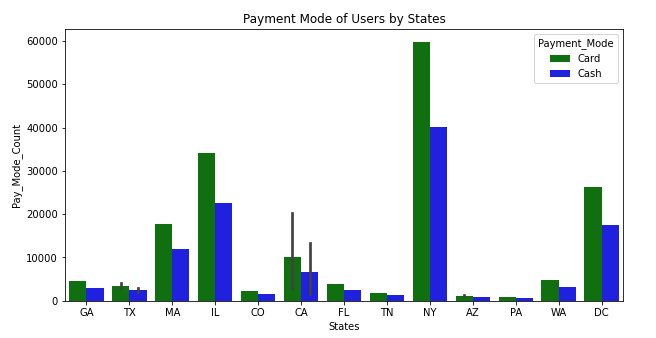 Payment Mode of Users by States
Payment_Mode
Card
Cash
Pay_Mode_Count
60000
50000
40000
30000
20000
10000
0
GA TX MA IL CO CA FL TN NY AZ PA WA DC
States